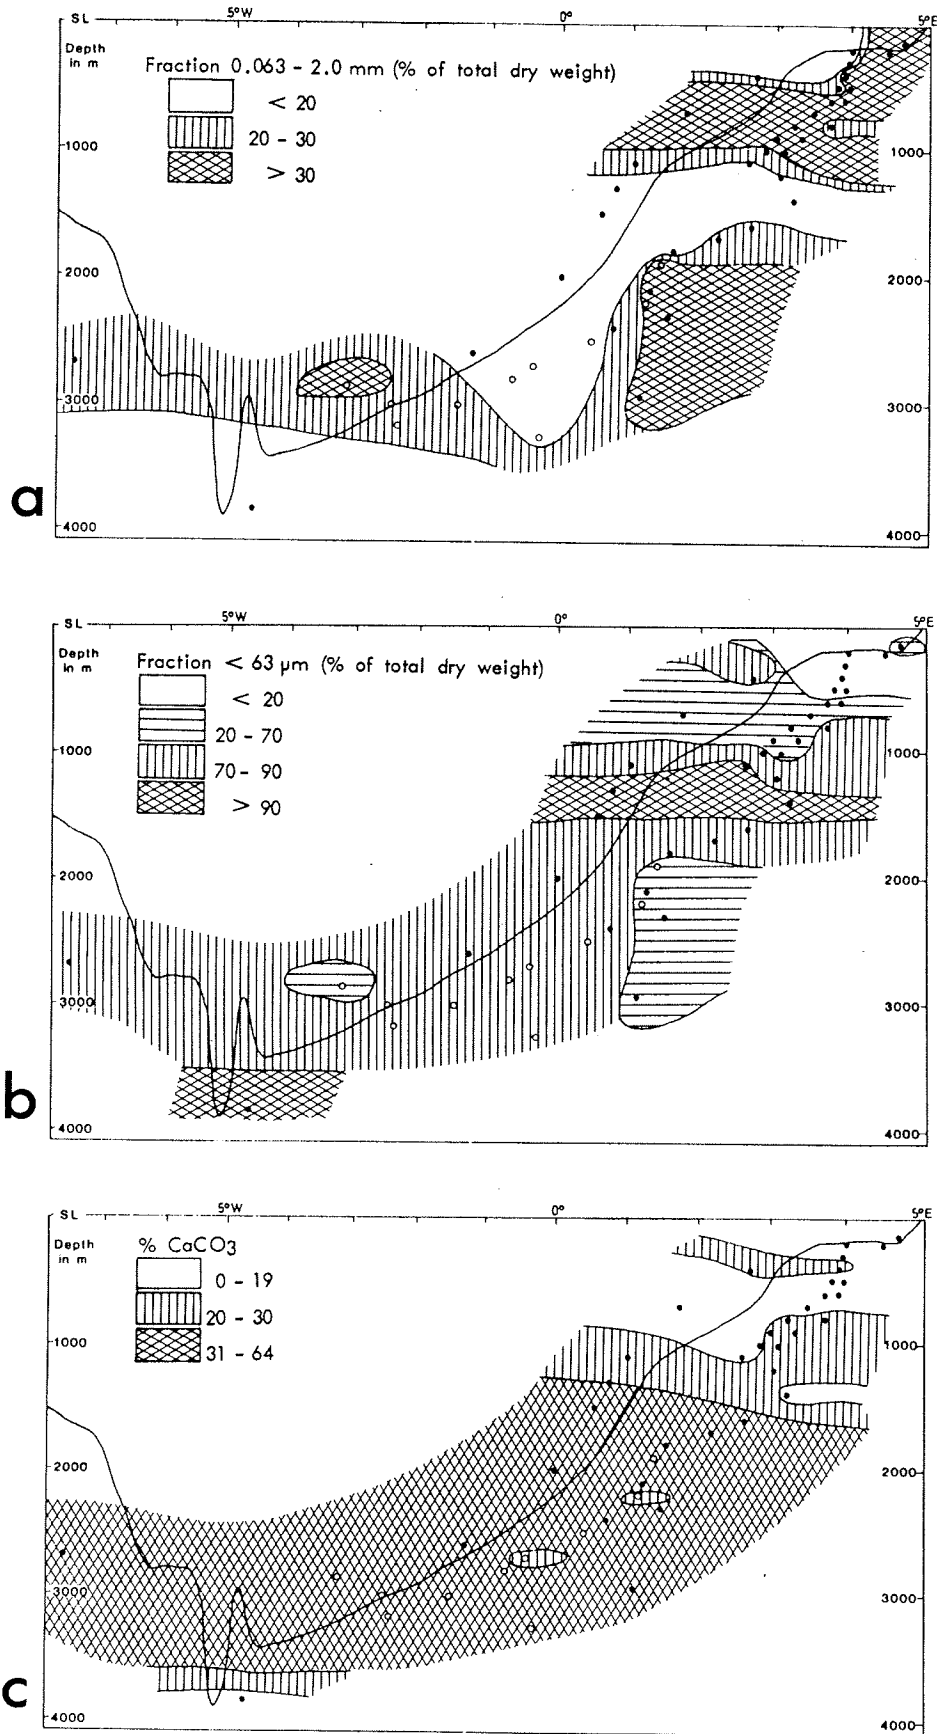 SL 5°W 0° 5°E
Depth
in m
Fraction 0.063 - 2.0 mm (% of total dry weight)
< 20
20 - 30
> 30
1000 1000
2000 2000
3000 3000
4000 4000
a
SL 5°W 0° 5°E
Depth
in m
Fraction < 63 µm (% of total dry weight)
< 20
20 - 70
70 - 90
> 90
1000 1000
2000 2000
3000 3000
4000 4000
b
SL 5°W 0° 5°E
Depth
in m
% CaCO3
0 - 19
20 - 30
31 - 64
1000 1000
2000 2000
3000 3000
4000 4000
c